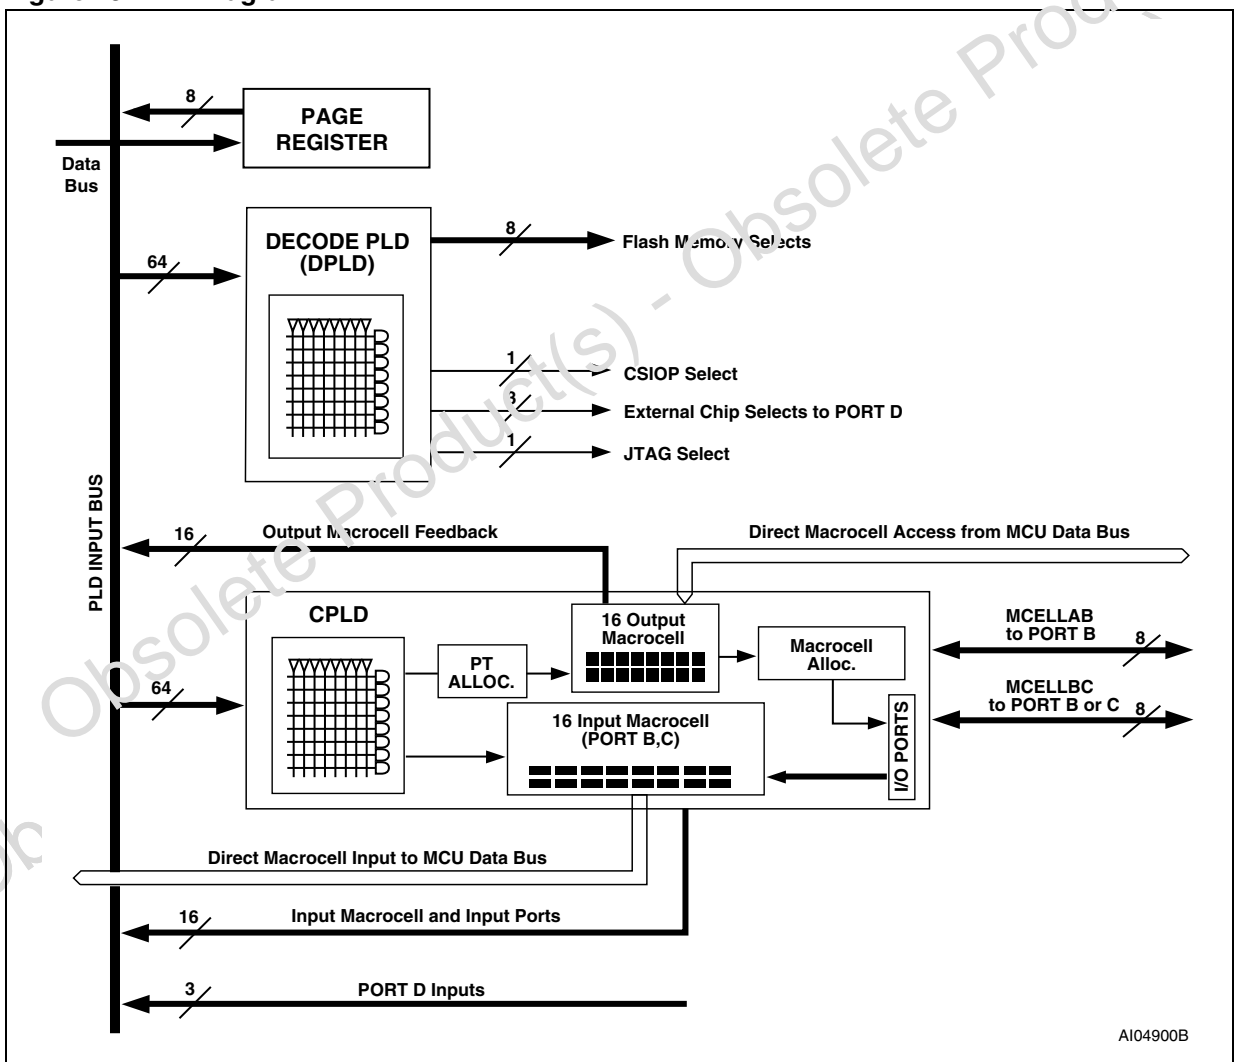 8
PAGE
REGISTER
Data
Bus
DECODE PLD
(DPLD)
8
Flash Memory Selects
64
1
CSIOP Select
3
External Chip Selects to PORT D
1
JTAG Select
PLD INPUT BUS
16
Output Macrocell Feedback
Direct Macrocell Access from MCU Data Bus
CPLD
16 Output
Macrocell
MCELLAB
to PORT B
8
PT
ALLOC.
Macrocell
Alloc.
64
MCELLBC
to PORT B or C
8
16 Input Macrocell
(PORT B,C)
I/O PORTS
Direct Macrocell Input to MCU Data Bus
16
Input Macrocell and Input Ports
3
PORT D Inputs
AI04900B
Obsolete Product(s) - Obsolete Prod